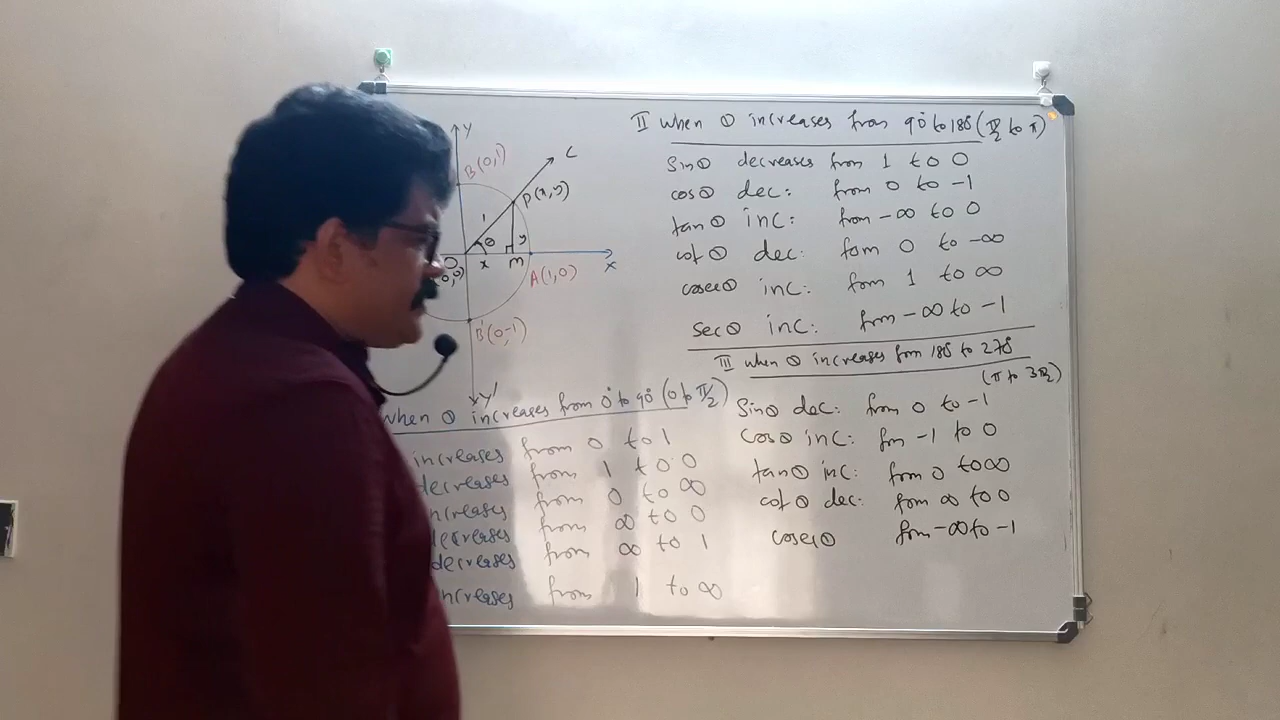 Y
B(0,1)
L
P(x,y)
1
θ
y
O
x
M
X
A(1,0)
B'(0,-1)
Y'
when θ increases from 0° to 90° (0 to π/2)
increases from 0 to 1
decreases from 1 to 0
increases from 0 to ∞
decreases from ∞ to 0
decreases from ∞ to 1
increases from 1 to ∞
II when θ increases from 90° to 180° (π/2 to π)
Sinθ decreases from 1 to 0
cosθ dec: from 0 to -1
tanθ inc: from -∞ to 0
cotθ dec: fom 0 to -∞
cosecθ inc: from 1 to ∞
secθ inc: from -∞ to -1
III when θ increases from 180° to 270°
(π to 3π/2)
Sinθ dec: from 0 to -1
Cosθ inc: from -1 to 0
tanθ inc: from 0 to ∞
cotθ dec: from ∞ to 0
cosecθ from -∞ to -1